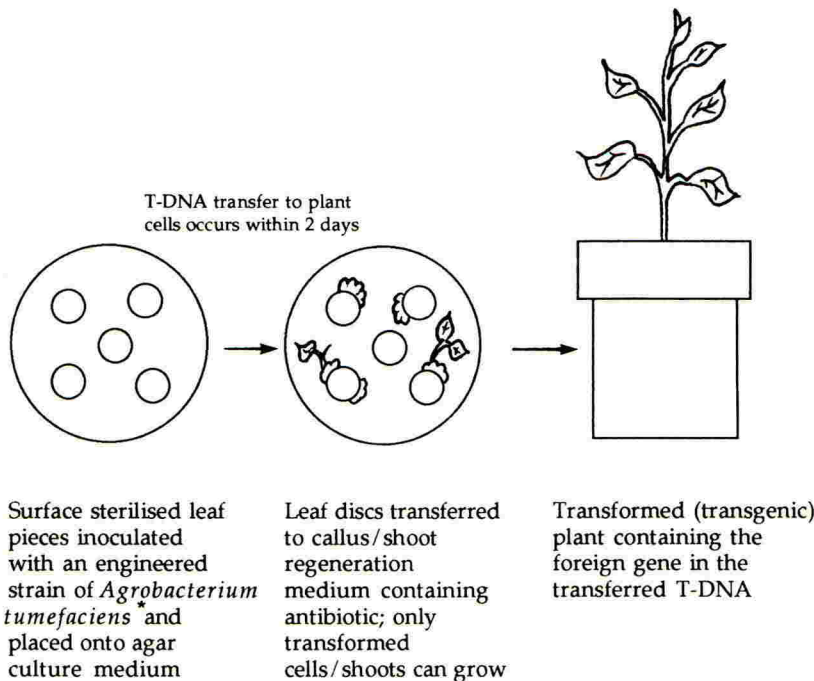 T-DNA transfer to plant
cells occurs within 2 days
Surface sterilised leaf
pieces inoculated
with an engineered
strain of Agrobacterium
tumefaciens *and
placed onto agar
culture medium
Leaf discs transferred
to callus/shoot
regeneration
medium containing
antibiotic; only
transformed
cells/shoots can grow
Transformed (transgenic)
plant containing the
foreign gene in the
transferred T-DNA